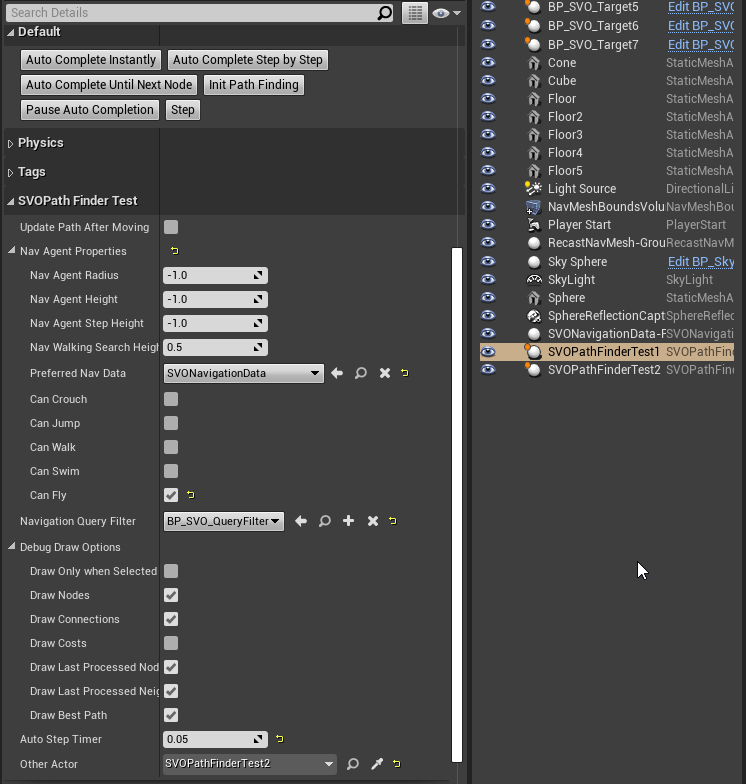 Search Details
Default
Auto Complete Instantly
Auto Complete Step by Step
Auto Complete Until Next Node
Init Path Finding
Pause Auto Completion
Step
Physics
Tags
SVOPath Finder Test
Update Path After Moving
Nav Agent Properties
Nav Agent Radius -1.0
Nav Agent Height -1.0
Nav Agent Step Height -1.0
Nav Walking Search Heigh 0.5
Preferred Nav Data SVONavigationData
Can Crouch
Can Jump
Can Walk
Can Swim
Can Fly
Navigation Query Filter BP_SVO_QueryFilter
Debug Draw Options
Draw Only when Selected
Draw Nodes
Draw Connections
Draw Costs
Draw Last Processed Nod
Draw Last Processed Neig
Draw Best Path
Auto Step Timer 0.05
Other Actor SVOPathFinderTest2
BP_SVO_Target5 Edit BP_SVO
BP_SVO_Target6 Edit BP_SVO
BP_SVO_Target7 Edit BP_SVO
Cone StaticMeshA
Cube StaticMeshA
Floor StaticMeshA
Floor2 StaticMeshA
Floor3 StaticMeshA
Floor4 StaticMeshA
Floor5 StaticMeshA
Light Source DirectionalLi
NavMeshBoundsVolu NavMeshBou
Player Start PlayerStart
RecastNavMesh-Grou RecastNavM
Sky Sphere Edit BP_Sky
SkyLight SkyLight
Sphere StaticMeshA
SphereReflectionCapt SphereReflec
SVONavigationData-F SVONavigati
SVOPathFinderTest1 SVOPathFin
SVOPathFinderTest2 SVOPathFin